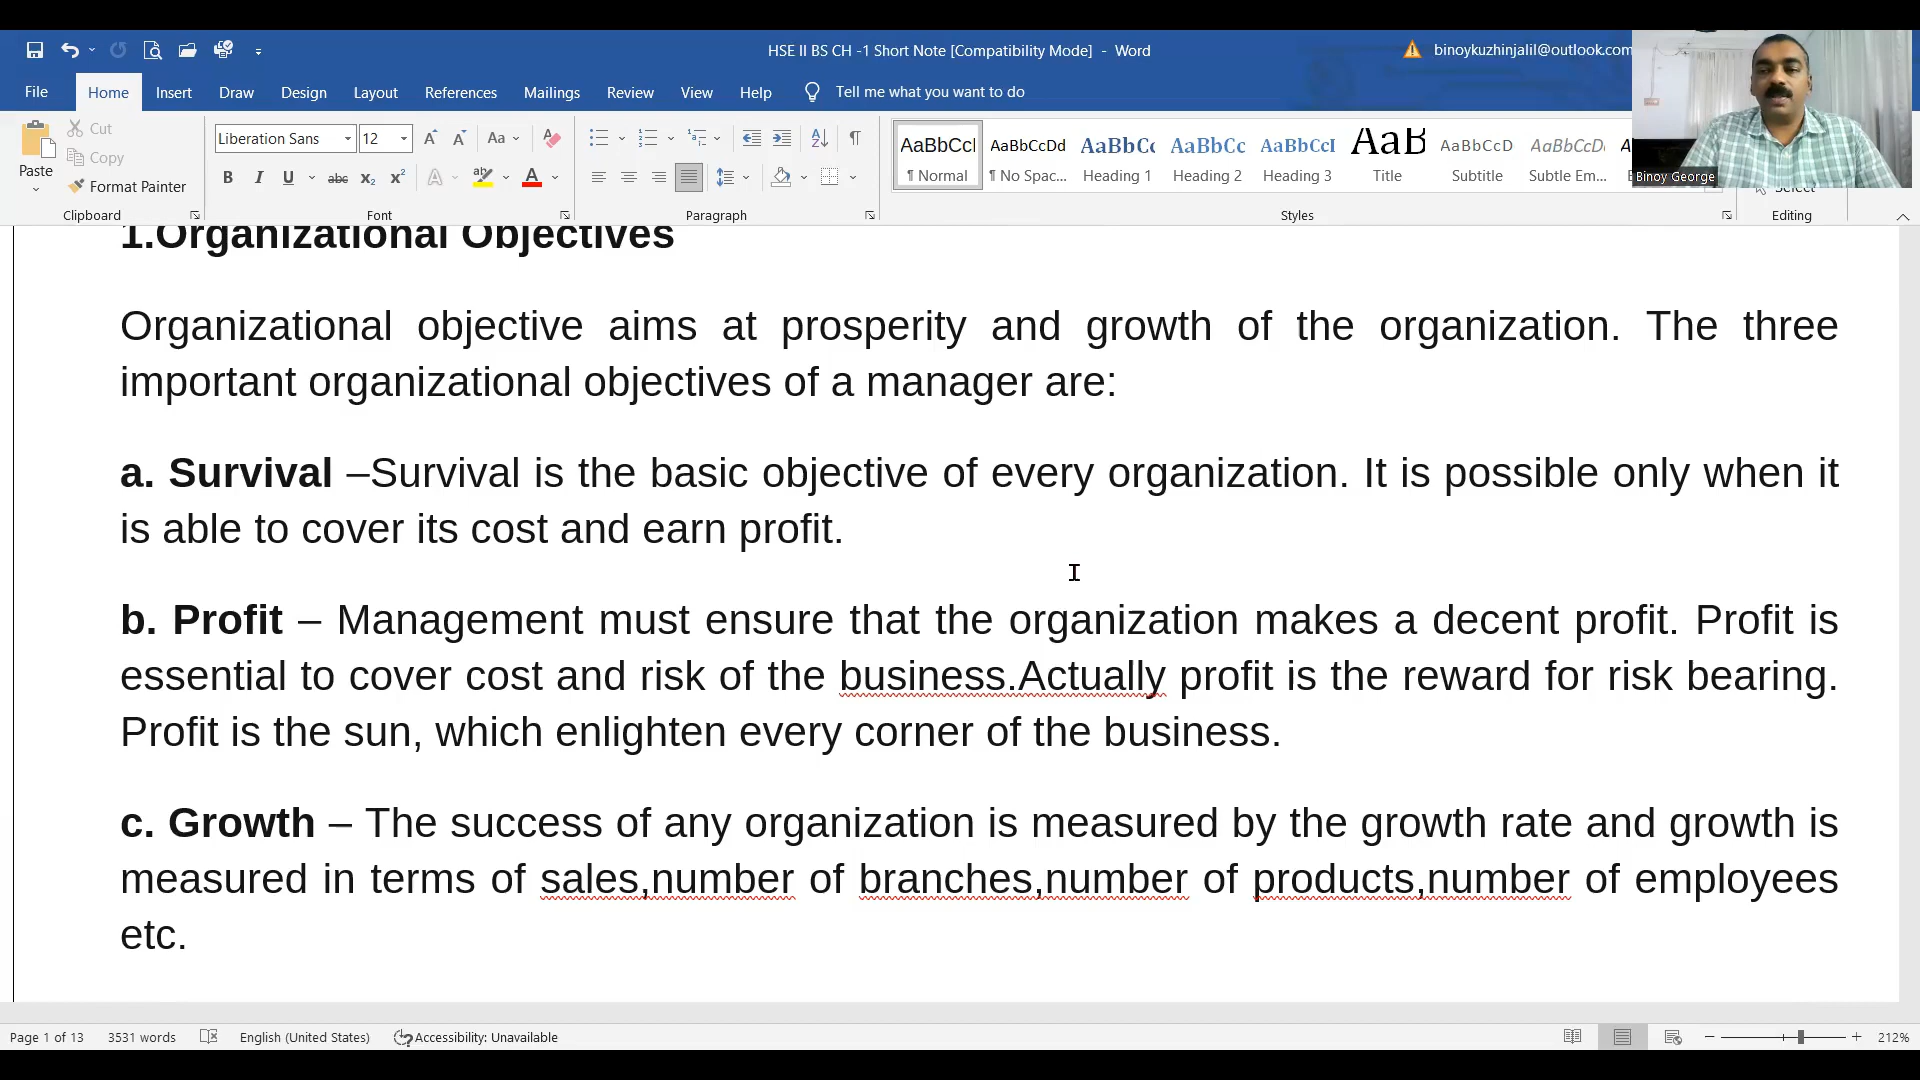 HSE II BS CH -1 Short Note [Compatibility Mode] - Word
binoykuzhinjalil@outlook.com
File Home Insert Draw Design Layout References Mailings Review View Help Tell me what you want to do
Paste
Cut
Copy
Format Painter
Clipboard
Liberation Sans 12
Font
Paragraph
AaBbCcI AaBbCcDd AaBbCc AaBbCc AaBbCcI AaB AaBbCcD AaBbCcDc
¶ Normal ¶ No Spac... Heading 1 Heading 2 Heading 3 Title Subtitle Subtle Em...
Styles
Select
Editing
Binoy George
1.Organizational Objectives
Organizational objective aims at prosperity and growth of the organization. The three
important organizational objectives of a manager are:
a. Survival –Survival is the basic objective of every organization. It is possible only when it
is able to cover its cost and earn profit.
b. Profit – Management must ensure that the organization makes a decent profit. Profit is
essential to cover cost and risk of the business.Actually profit is the reward for risk bearing.
Profit is the sun, which enlighten every corner of the business.
c. Growth – The success of any organization is measured by the growth rate and growth is
measured in terms of sales,number of branches,number of products,number of employees
etc.
Page 1 of 13 3531 words English (United States) Accessibility: Unavailable 212%